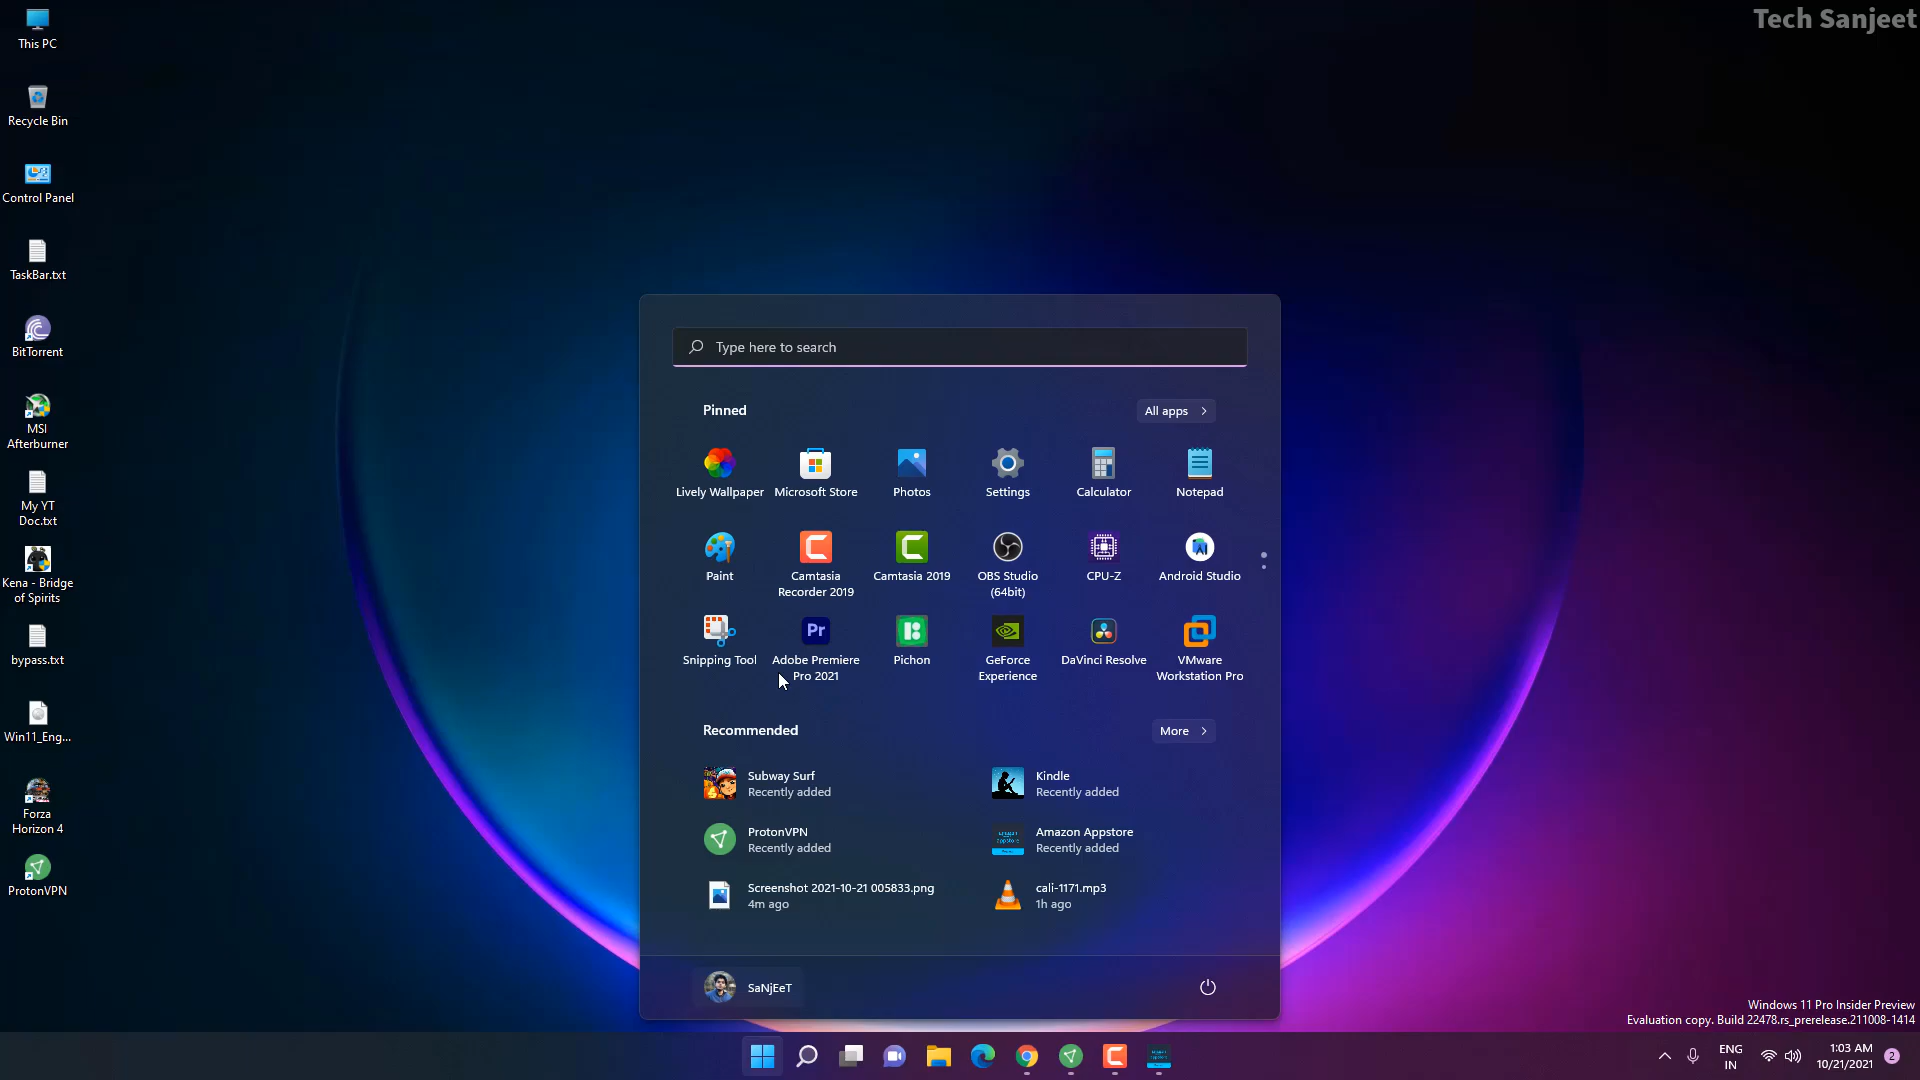 Tech Sanjeet
This PC
Recycle Bin
Control Panel
TaskBar.txt
BitTorrent
MSI
Afterburner
My YT
Doc.txt
Kena - Bridge
of Spirits
bypass.txt
Win11_Eng...
Forza
Horizon 4
ProtonVPN
Type here to search
Pinned
All apps
Lively Wallpaper
Microsoft Store
Photos
Settings
Calculator
Notepad
Paint
Camtasia
Recorder 2019
Camtasia 2019
OBS Studio
(64bit)
CPU-Z
Android Studio
Snipping Tool
Pr
Adobe Premiere
Pro 2021
Pichon
GeForce
Experience
DaVinci Resolve
VMware
Workstation Pro
Recommended
More
Subway Surf
Recently added
Kindle
Recently added
ProtonVPN
Recently added
amazon
appstore
Amazon Appstore
Recently added
Screenshot 2021-10-21 005833.png
4m ago
cali-1171.mp3
1h ago
SaNjEeT
Windows 11 Pro Insider Preview
Evaluation copy. Build 22478.rs_prerelease.211008-1414
ENG
IN
1:03 AM
10/21/2021
2